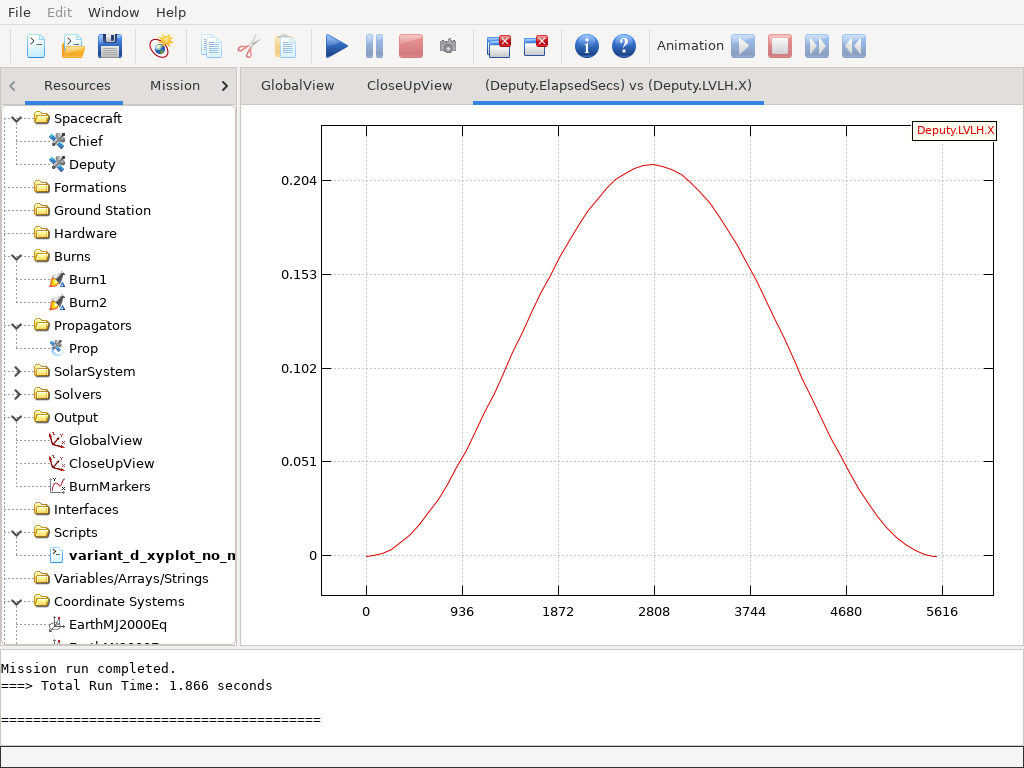 File Edit Window Help
Animation
Resources Mission GlobalView CloseUpView (Deputy.ElapsedSecs) vs (Deputy.LVLH.X)
Spacecraft
Chief
Deputy
Formations
Ground Station
Hardware
Burns
Burn1
Burn2
Propagators
Prop
SolarSystem
Solvers
Output
GlobalView
CloseUpView
BurnMarkers
Interfaces
Scripts
variant_d_xyplot_no_n
Variables/Arrays/Strings
Coordinate Systems
EarthMJ2000Eq
Deputy.LVLH.X
0.204
0.153
0.102
0.051
0
0 936 1872 2808 3744 4680 5616
Mission run completed.
===> Total Run Time: 1.866 seconds
========================================